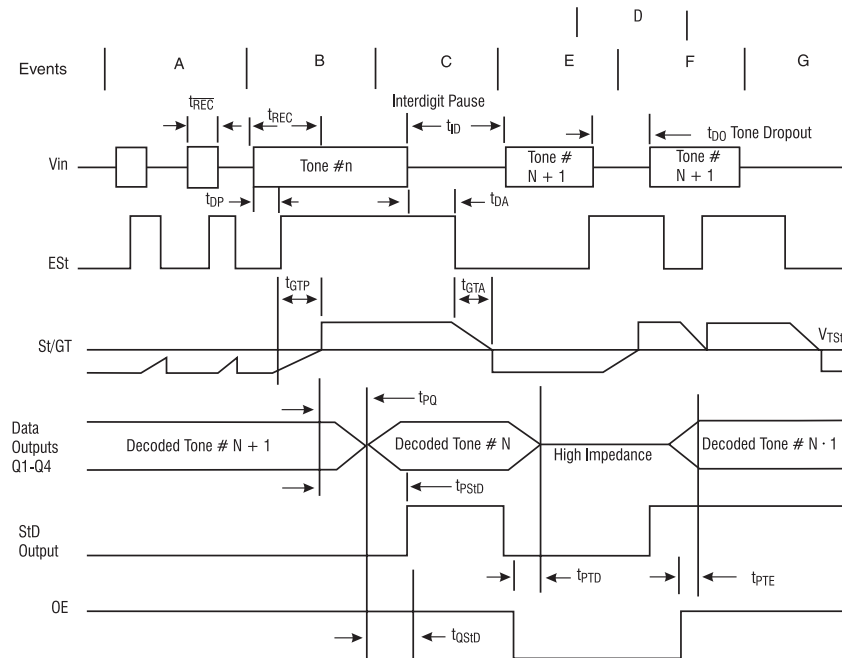 D
Events A B C E F G
t̅R̅E̅C̅ tREC Interdigit Pause
tID tDO Tone Dropout
Vin Tone #n Tone # N + 1 Tone # N + 1
tDP tDA
ESt
tGTP tGTA
St/GT VTSt
tPQ
Data Outputs Q1-Q4 Decoded Tone # N + 1 Decoded Tone # N High Impedance Decoded Tone # N · 1
tPStD
StD Output
tPTD tPTE
OE
tQStD